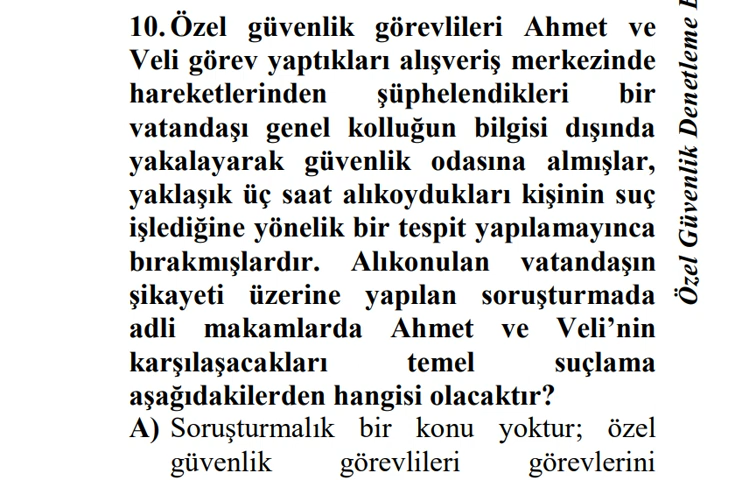 10. Özel güvenlik görevlileri Ahmet ve
Veli görev yaptıkları alışveriş merkezinde
hareketlerinden şüphelendikleri bir
vatandaşı genel kolluğun bilgisi dışında
yakalayarak güvenlik odasına almışlar,
yaklaşık üç saat alıkoydukları kişinin suç
işlediğine yönelik bir tespit yapılamayınca
bırakmışlardır. Alıkonulan vatandaşın
şikayeti üzerine yapılan soruşturmada
adli makamlarda Ahmet ve Veli’nin
karşılaşacakları temel suçlama
aşağıdakilerden hangisi olacaktır?
A) Soruşturmalık bir konu yoktur; özel
güvenlik görevlileri görevlerini
Özel Güvenlik Denetleme